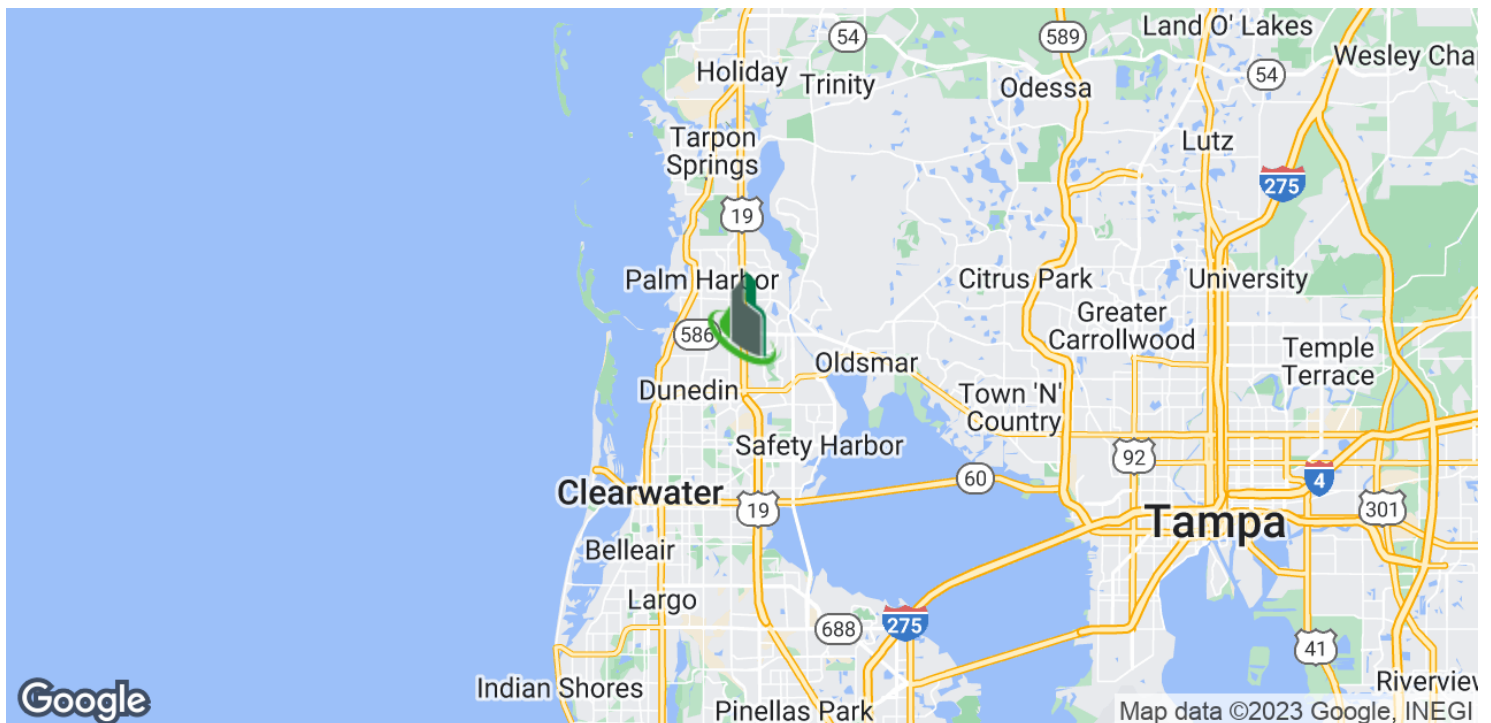 Land O' Lakes
54
589
Wesley Chap
Holiday
Trinity
54
Odessa
Tarpon
Springs
Lutz
275
19
Palm Harbor
Citrus Park
University
Greater
Carrollwood
586
Temple
Terrace
Oldsmar
Dunedin
Town 'N'
Country
Safety Harbor
92
60
4
Clearwater
19
301
Tampa
Belleair
Largo
688
275
41
Indian Shores
Riverview
Pinellas Park
Google
Map data ©2023 Google, INEGI